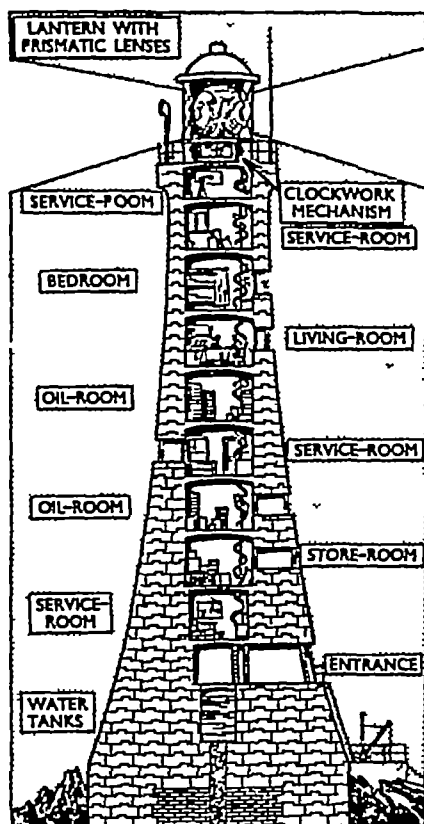 LANTERN WITH
PRISMATIC LENSES
SERVICE-POOM
CLOCKWORK
MECHANISM
SERVICE-ROOM
BEDROOM
LIVING-ROOM
OIL-ROOM
SERVICE-ROOM
OIL-ROOM
STORE-ROOM
SERVICE-
ROOM
ENTRANCE
WATER
TANKS